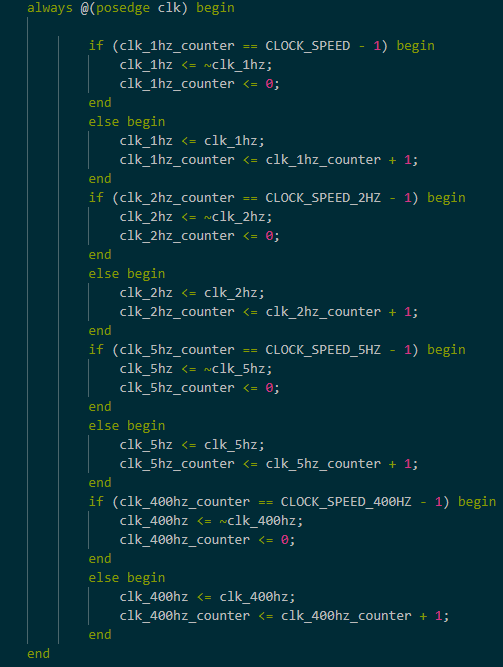 always @(posedge clk) begin
if (clk_1hz_counter == CLOCK_SPEED - 1) begin
clk_1hz <= ~clk_1hz;
clk_1hz_counter <= 0;
end
else begin
clk_1hz <= clk_1hz;
clk_1hz_counter <= clk_1hz_counter + 1;
end
if (clk_2hz_counter == CLOCK_SPEED_2HZ - 1) begin
clk_2hz <= ~clk_2hz;
clk_2hz_counter <= 0;
end
else begin
clk_2hz <= clk_2hz;
clk_2hz_counter <= clk_2hz_counter + 1;
end
if (clk_5hz_counter == CLOCK_SPEED_5HZ - 1) begin
clk_5hz <= ~clk_5hz;
clk_5hz_counter <= 0;
end
else begin
clk_5hz <= clk_5hz;
clk_5hz_counter <= clk_5hz_counter + 1;
end
if (clk_400hz_counter == CLOCK_SPEED_400HZ - 1) begin
clk_400hz <= ~clk_400hz;
clk_400hz_counter <= 0;
end
else begin
clk_400hz <= clk_400hz;
clk_400hz_counter <= clk_400hz_counter + 1;
end
end